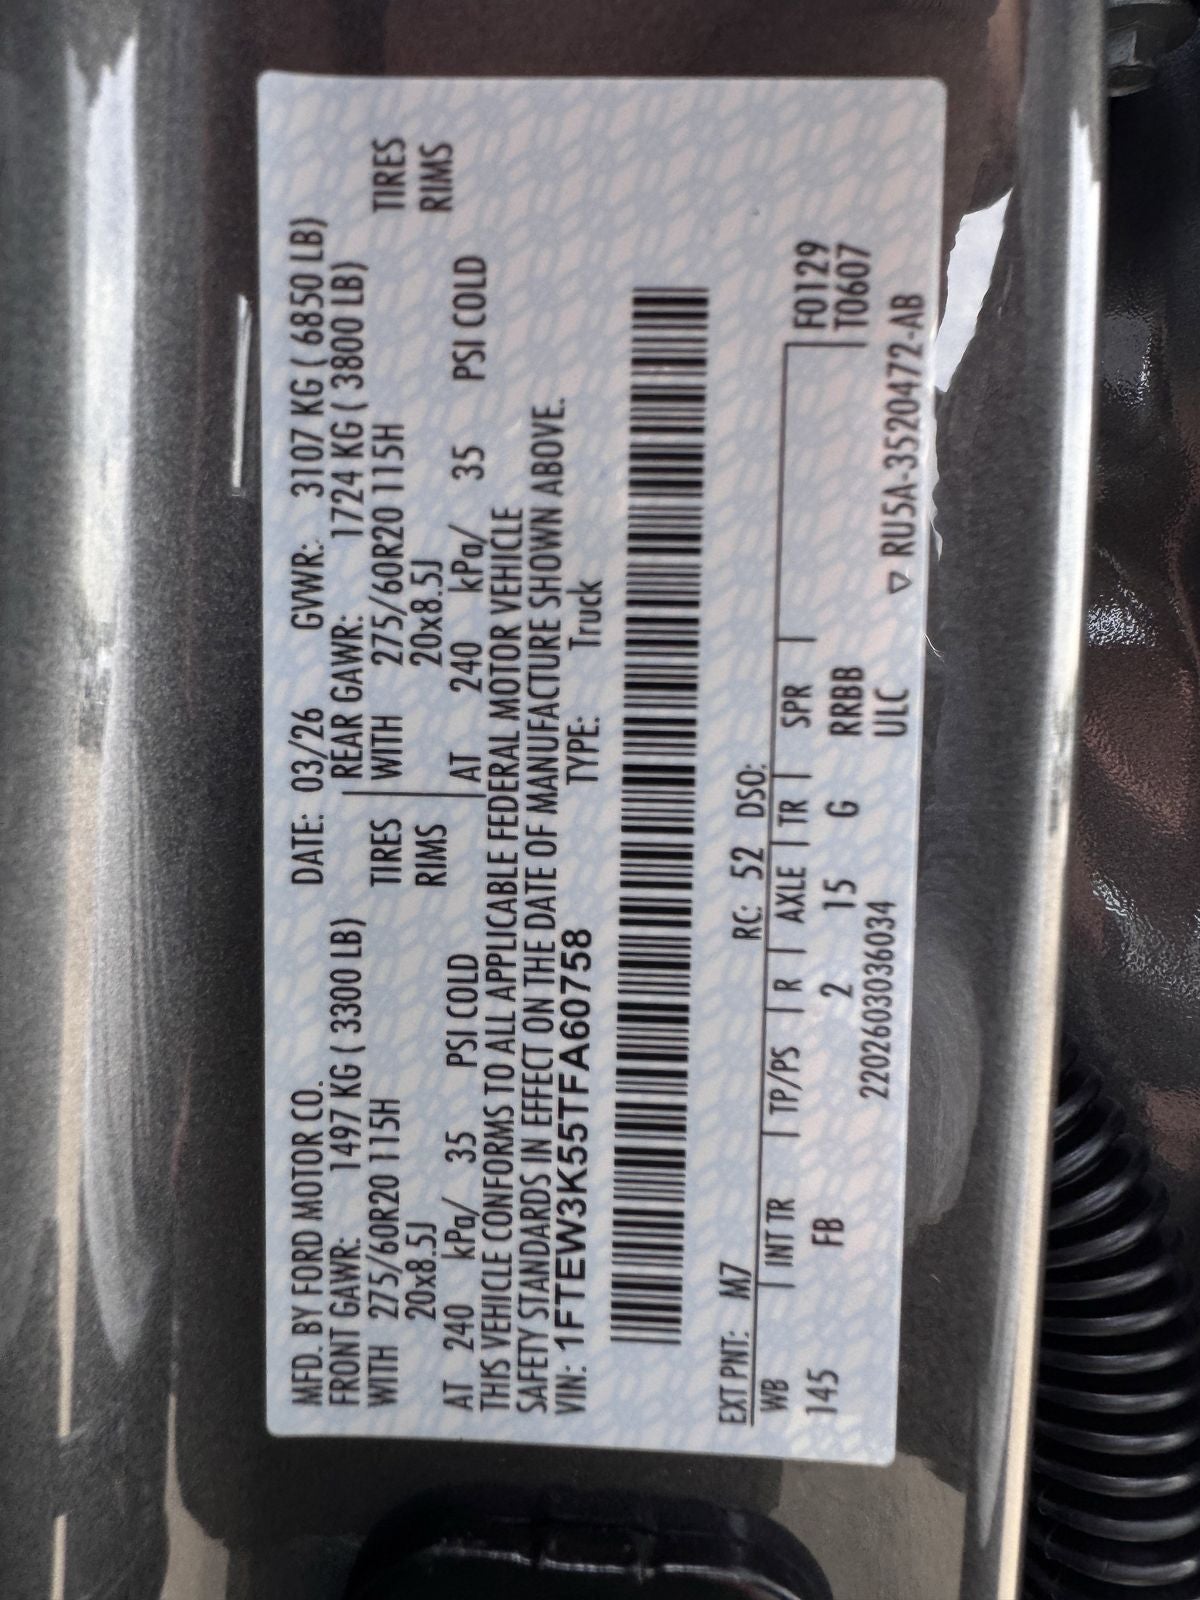 MFD. BY FORD MOTOR CO. DATE: 03/26 GVWR: 3107 KG ( 6850 LB)
FRONT GAWR: 1497 KG ( 3300 LB) REAR GAWR: 1724 KG ( 3800 LB)
WITH 275/60R20 115H TIRES WITH 275/60R20 115H TIRES
20x8.5J RIMS 20x8.5J RIMS
AT 240 kPa/ 35 PSI COLD AT 240 kPa/ 35 PSI COLD
THIS VEHICLE CONFORMS TO ALL APPLICABLE FEDERAL MOTOR VEHICLE
SAFETY STANDARDS IN EFFECT ON THE DATE OF MANUFACTURE SHOWN ABOVE.
VIN: 1FTEW3K55TFA60758 TYPE: Truck
EXT PNT: M7 RC: 52 DSO:
WB INT TR TP/PS R AXLE TR SPR F0129
145 FB 2 15 G RRBB T0607
2202603036034 ULC
▽ RU5A-3520472-AB